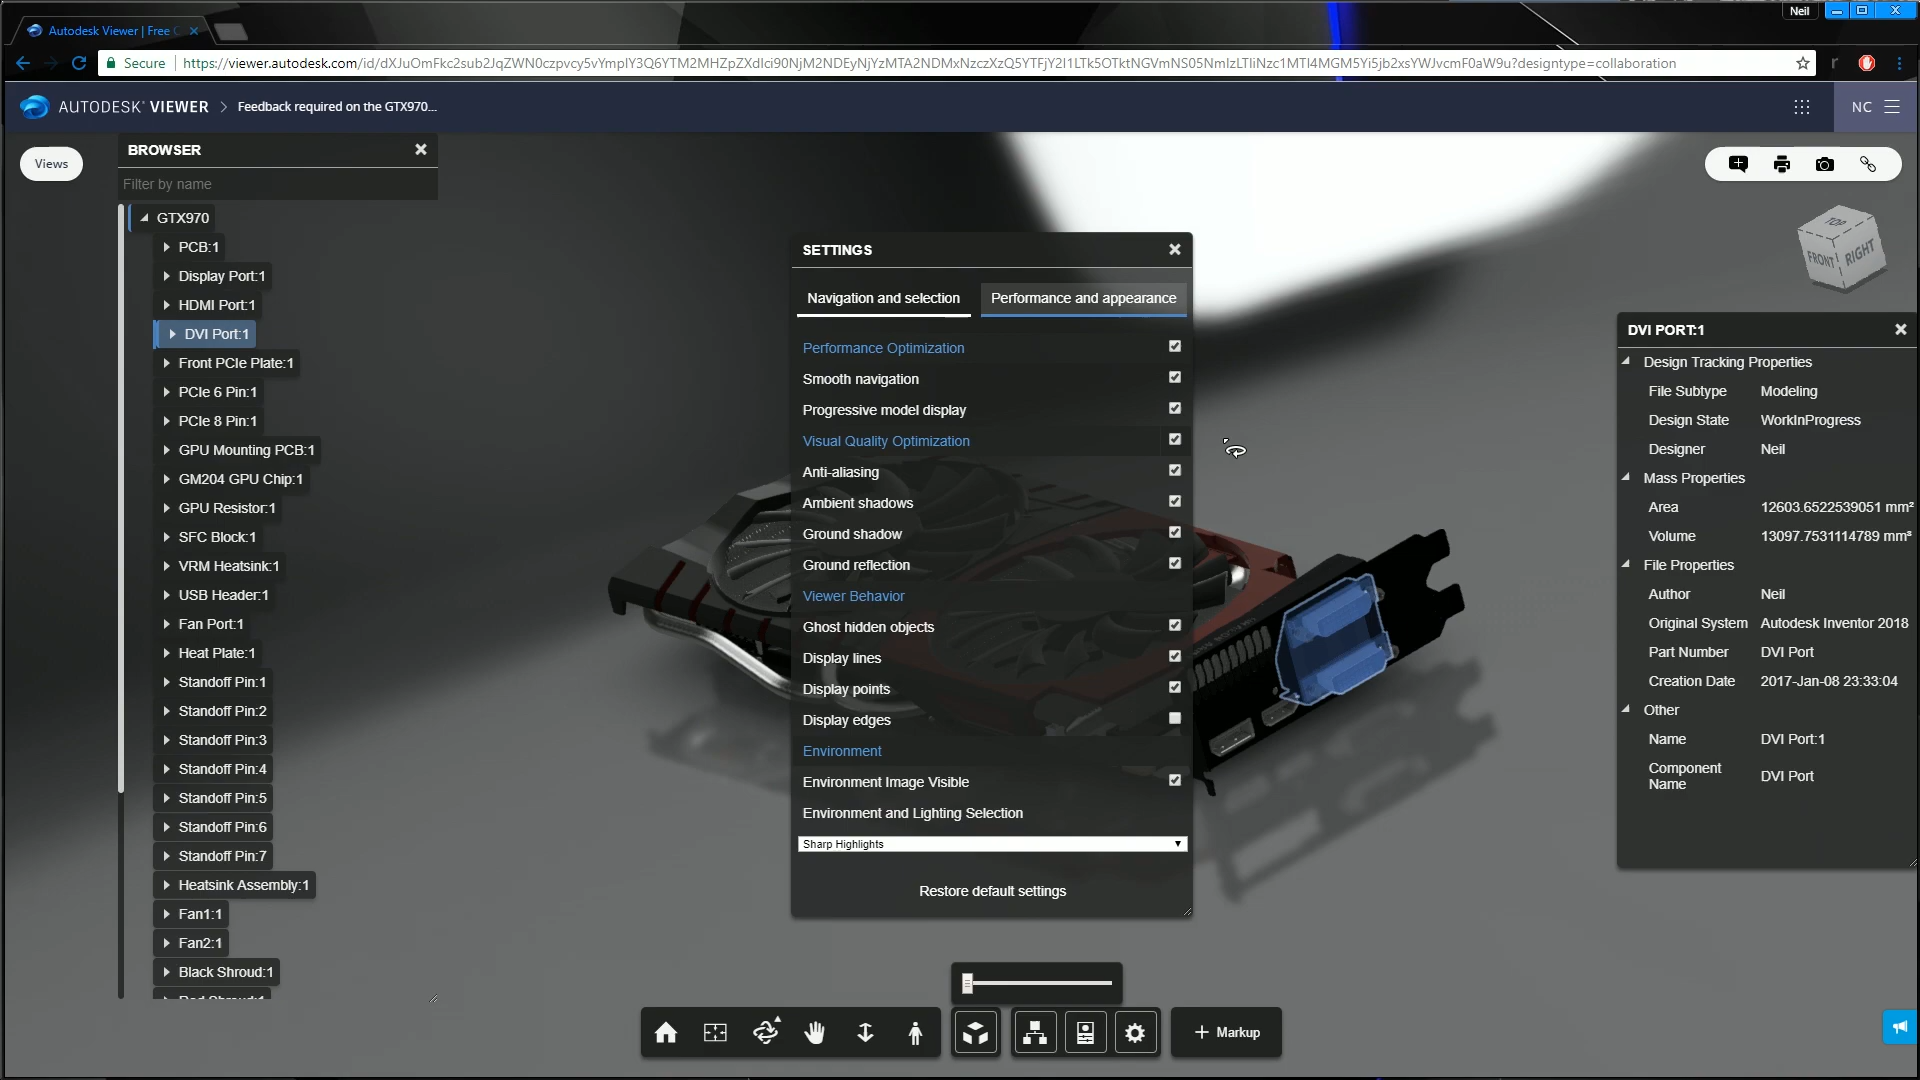 Neil
Autodesk Viewer | Free
Secure
AUTODESK VIEWER > Feedback required on the GTX970...
NC
Views
BROWSER
Filter by name
GTX970
PCB:1
Display Port:1
HDMI Port:1
DVI Port:1
Front PCIe Plate:1
PCIe 6 Pin:1
PCIe 8 Pin:1
GPU Mounting PCB:1
GM204 GPU Chip:1
GPU Resistor:1
SFC Block:1
VRM Heatsink:1
USB Header:1
Fan Port:1
Heat Plate:1
Standoff Pin:1
Standoff Pin:2
Standoff Pin:3
Standoff Pin:4
Standoff Pin:5
Standoff Pin:6
Standoff Pin:7
Heatsink Assembly:1
Fan1:1
Fan2:1
Black Shroud:1
SETTINGS
Navigation and selection
Performance and appearance
Performance Optimization
Smooth navigation
Progressive model display
Visual Quality Optimization
Anti-aliasing
Ambient shadows
Ground shadow
Ground reflection
Viewer Behavior
Ghost hidden objects
Display lines
Display points
Display edges
Environment
Environment Image Visible
Environment and Lighting Selection
Sharp Highlights
Restore default settings
Markup
TOP
FRONT
RIGHT
DVI PORT:1
Design Tracking Properties
File Subtype Modeling
Design State WorkInProgress
Designer Neil
Mass Properties
Area 12603.6522539051 mm²
Volume 13097.7531114789 mm³
File Properties
Author Neil
Original System Autodesk Inventor 2018
Part Number DVI Port
Creation Date 2017-Jan-08 23:33:04
Other
Name DVI Port:1
Component Name DVI Port